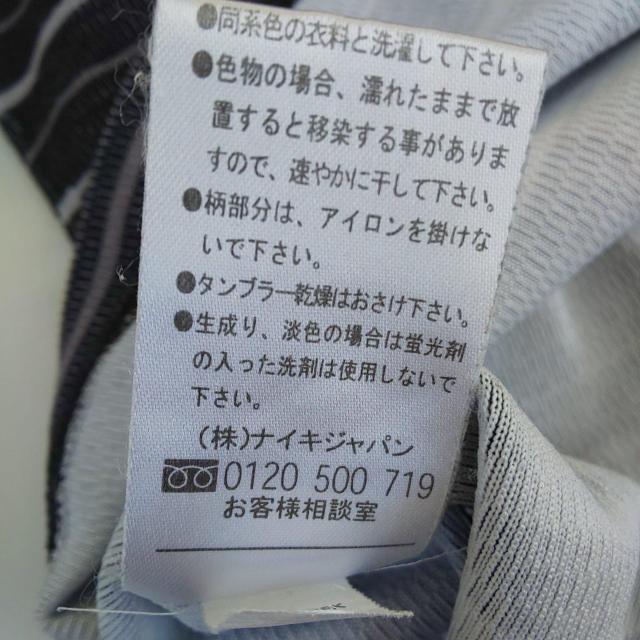 ●同系色の衣料と洗濯して下さい。
●色物の場合、濡れたままで放
置すると移染する事がありま
すので、速やかに干して下さい。
●柄部分は、アイロンを掛けな
いで下さい。
●タンブラー乾燥はおさけ下さい。
●生成り、淡色の場合は蛍光剤
の入った洗剤は使用しないで
下さい。
(株)ナイキジャパン
0120 500 719
お客様相談室